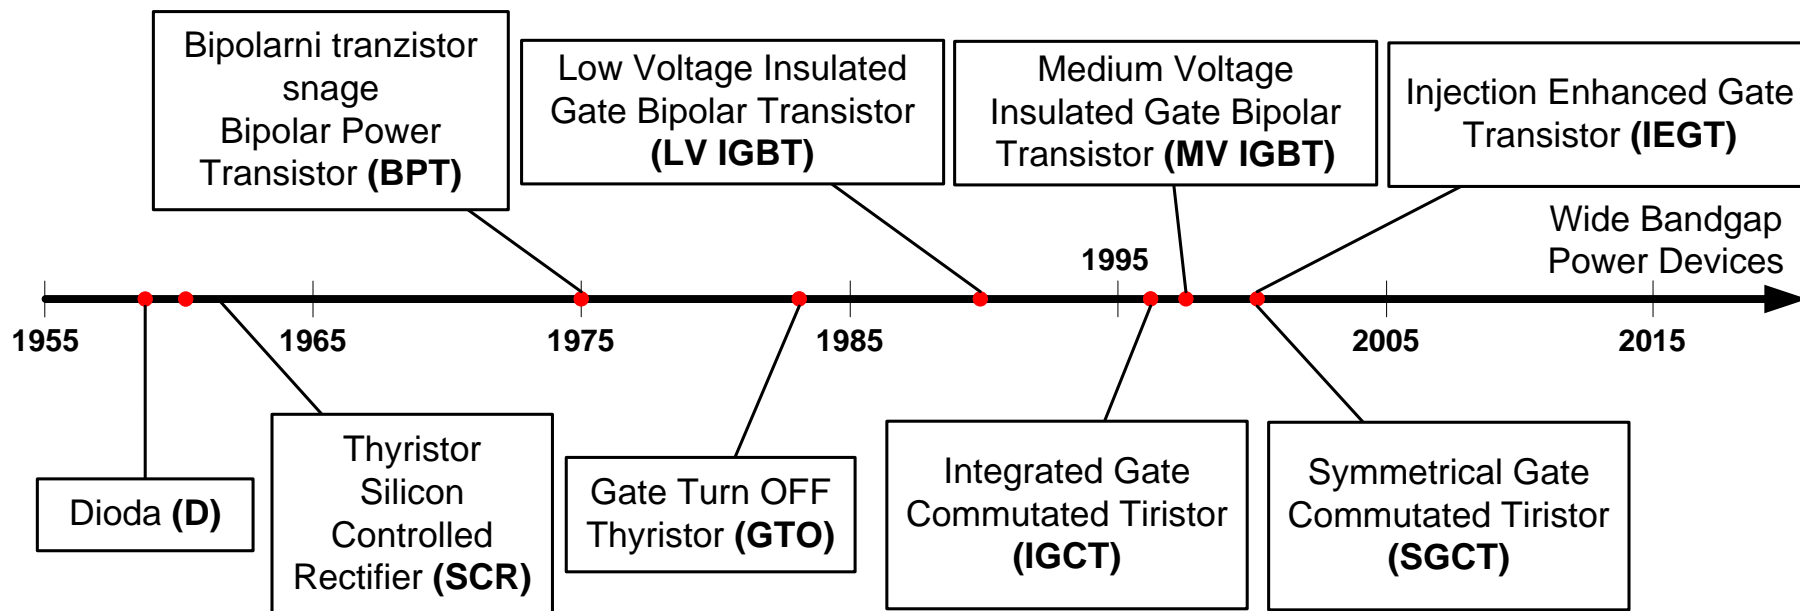 Bipolarni tranzistor
snage
Bipolar Power
Transistor (BPT)
Low Voltage Insulated
Gate Bipolar Transistor
(LV IGBT)
Medium Voltage
Insulated Gate Bipolar
Transistor (MV IGBT)
Injection Enhanced Gate
Transistor (IEGT)
Wide Bandgap
Power Devices
1955
1965
1975
1985
1995
2005
2015
Dioda (D)
Thyristor
Silicon
Controlled
Rectifier (SCR)
Gate Turn OFF
Thyristor (GTO)
Integrated Gate
Commutated Tiristor
(IGCT)
Symmetrical Gate
Commutated Tiristor
(SGCT)